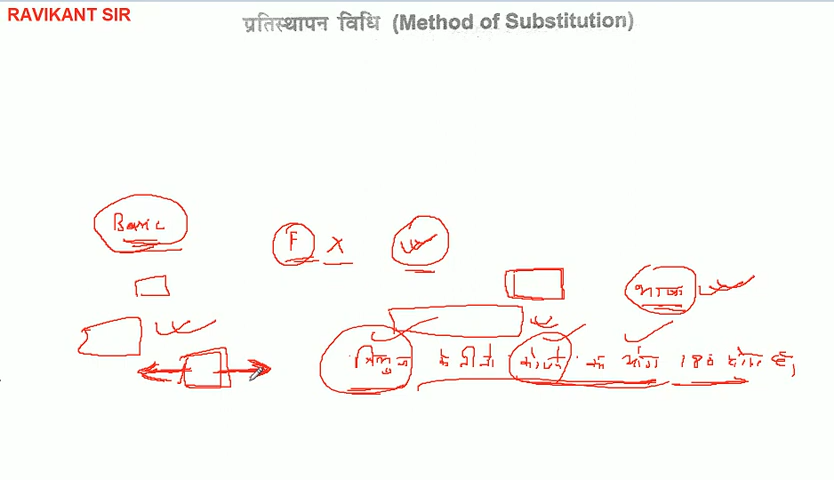 RAVIKANT SIR
प्रतिस्थापन विधि (Method of Substitution)
Basic
F X
त्रिभुज के तीनो कोणों का योग 180 होता है,